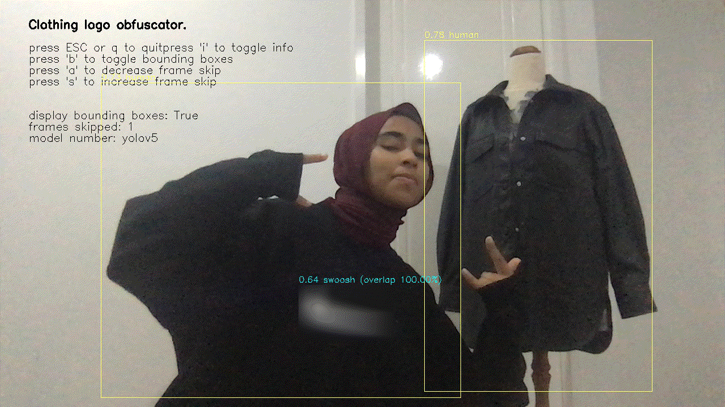 Clothing logo obfuscator.
press ESC or q to quitpress 'i' to toggle info
press 'b' to toggle bounding boxes
press 'a' to decrease frame skip
press 's' to increase frame skip
display bounding boxes: True
frames skipped: 1
model number: yolov5
0.78 human
0.64 swoosh (overlap 100.00%)